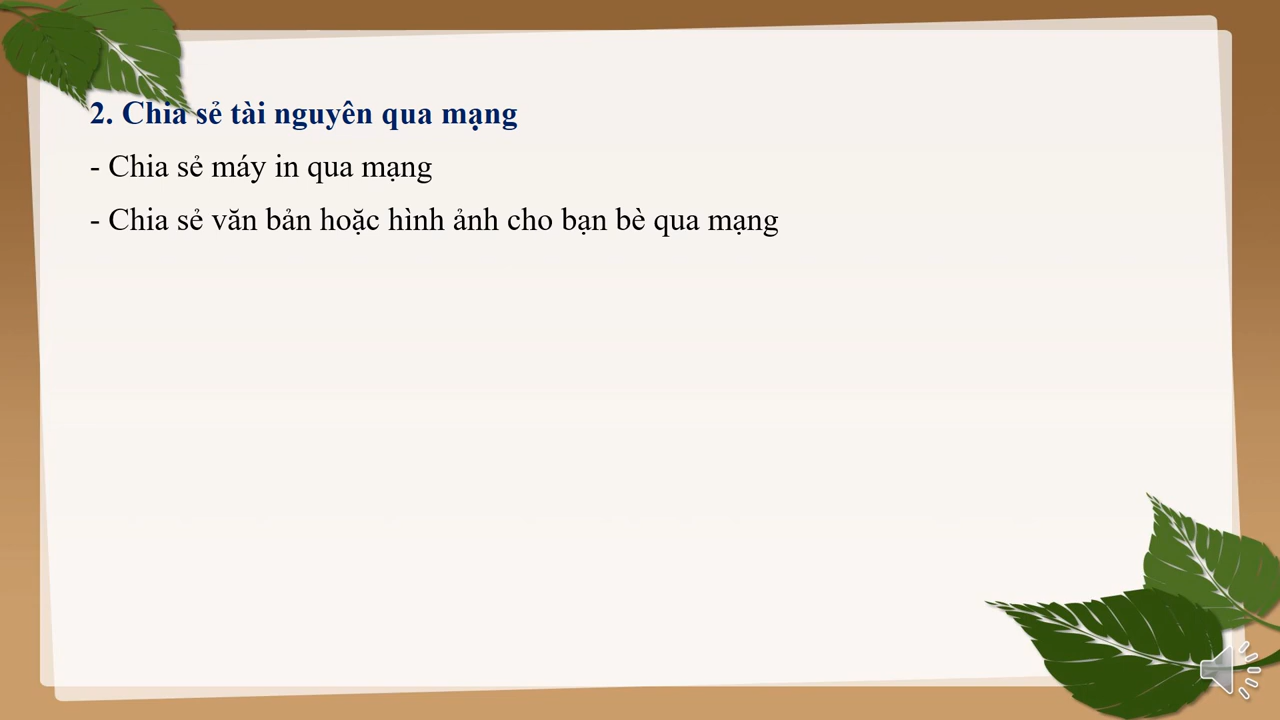 2. Chia sẻ tài nguyên qua mạng
- Chia sẻ máy in qua mạng
- Chia sẻ văn bản hoặc hình ảnh cho bạn bè qua mạng